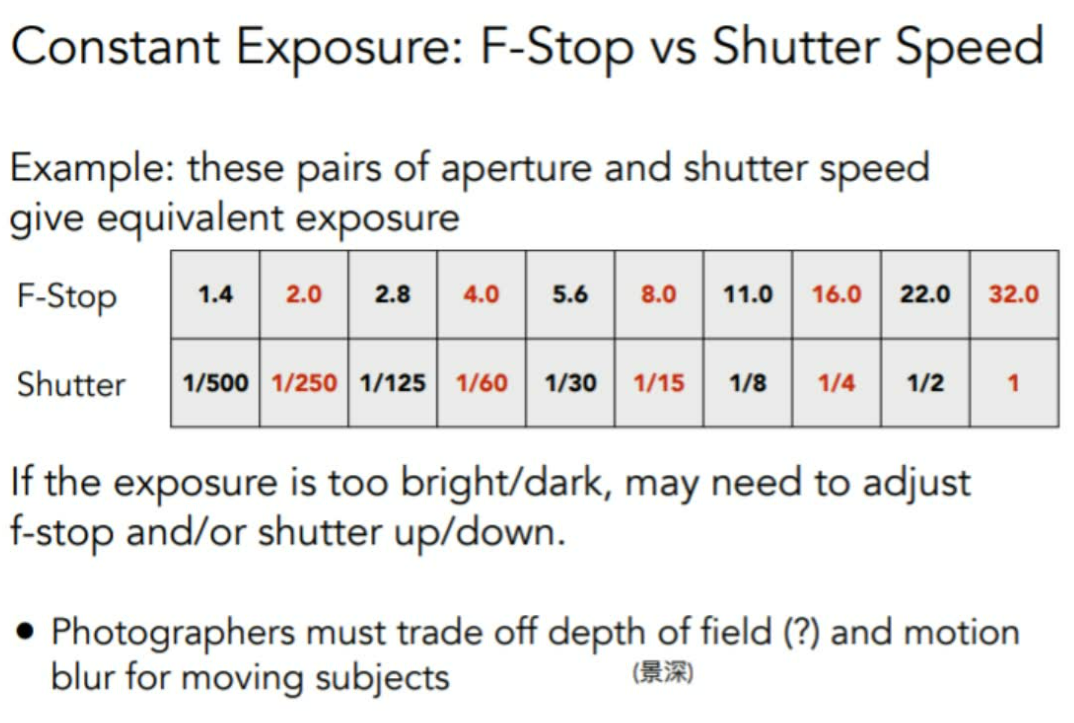 Constant Exposure: F-Stop vs Shutter Speed
Example: these pairs of aperture and shutter speed
give equivalent exposure
F-Stop 1.4 2.0 2.8 4.0 5.6 8.0 11.0 16.0 22.0 32.0
Shutter 1/500 1/250 1/125 1/60 1/30 1/15 1/8 1/4 1/2 1
If the exposure is too bright/dark, may need to adjust
f-stop and/or shutter up/down.
• Photographers must trade off depth of field (?) and motion
blur for moving subjects (景深)